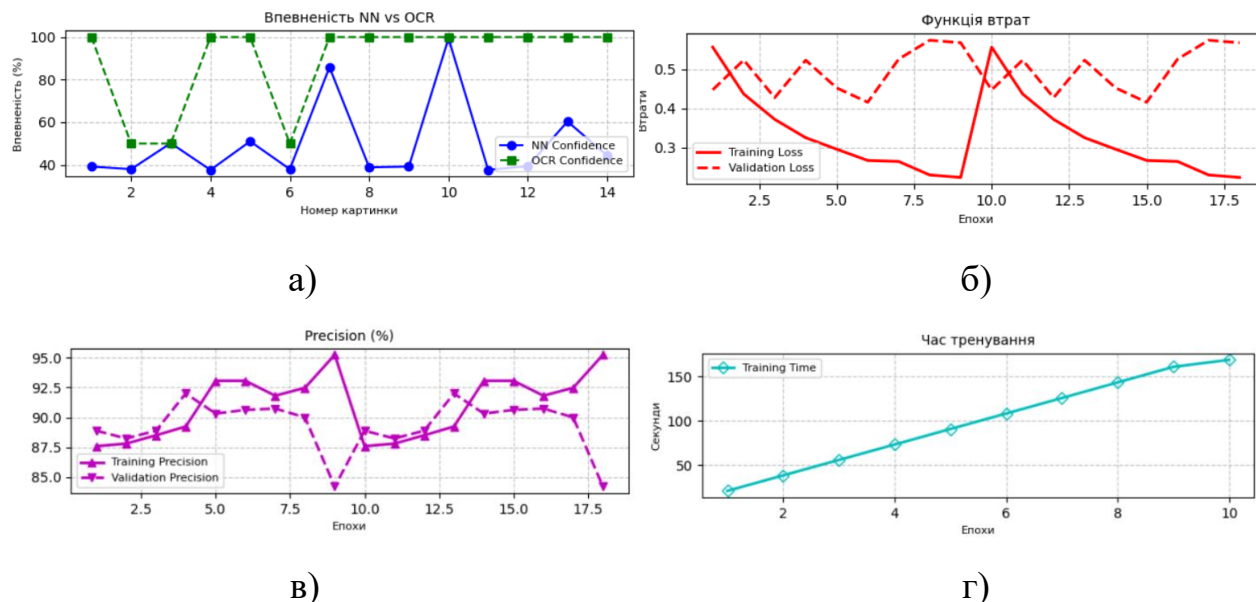 Впевненість NN vs OCR
100
80
60
40
Впевненість (%)
NN Confidence
OCR Confidence
2 4 6 8 10 12 14
Номер картинки
а)
Функція втрат
0.5
0.4
0.3
Втрати
Training Loss
Validation Loss
2.5 5.0 7.5 10.0 12.5 15.0 17.5
Епохи
б)
Precision (%)
95.0
92.5
90.0
87.5
85.0
Training Precision
Validation Precision
2.5 5.0 7.5 10.0 12.5 15.0 17.5
Епохи
в)
Час тренування
150
100
50
Секунди
Training Time
2 4 6 8 10
Епохи
г)